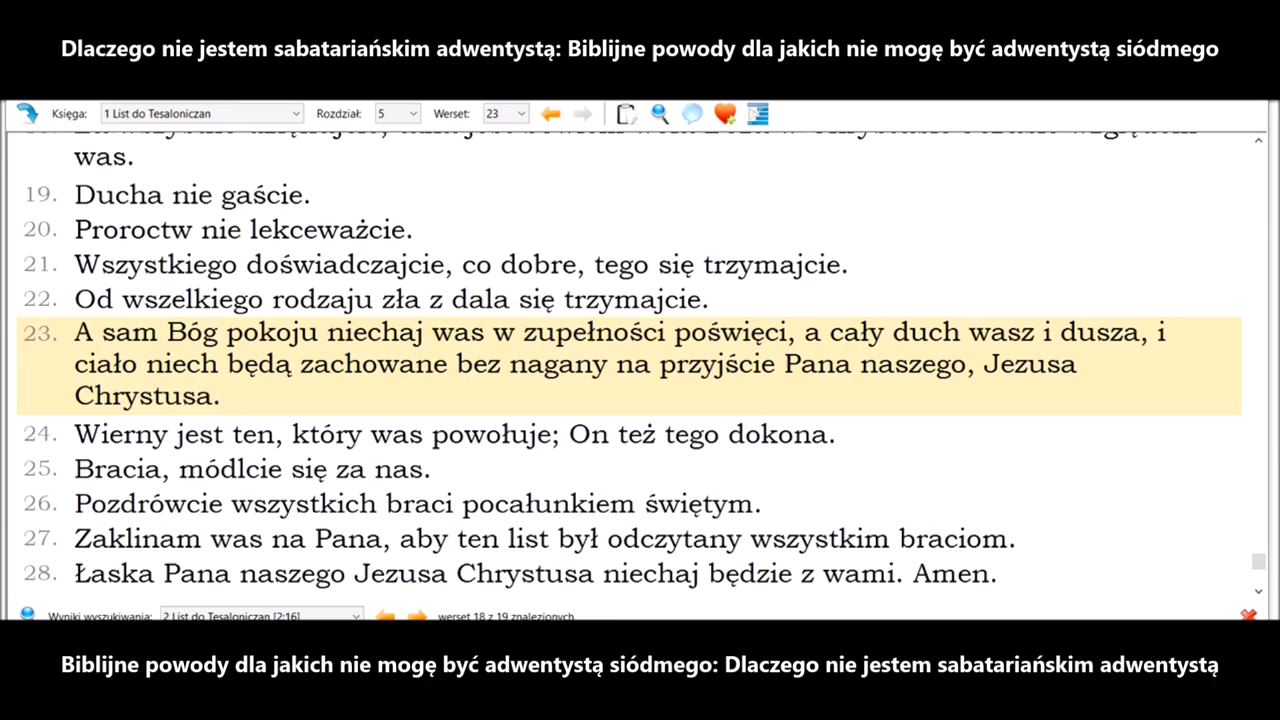 Dlaczego nie jestem sabatariańskim adwentystą: Biblijne powody dla jakich nie mogę być adwentystą siódmego
Księga: 1 List do Tesaloniczan Rozdział: 5 Werset: 23
was.
19. Ducha nie gaście.
20. Proroctw nie lekceważcie.
21. Wszystkiego doświadczajcie, co dobre, tego się trzymajcie.
22. Od wszelkiego rodzaju zła z dala się trzymajcie.
23. A sam Bóg pokoju niechaj was w zupełności poświęci, a cały duch wasz i dusza, i
ciało niech będą zachowane bez nagany na przyjście Pana naszego, Jezusa
Chrystusa.
24. Wierny jest ten, który was powołuje; On też tego dokona.
25. Bracia, módlcie się za nas.
26. Pozdrówcie wszystkich braci pocałunkiem świętym.
27. Zaklinam was na Pana, aby ten list był odczytany wszystkim braciom.
28. Łaska Pana naszego Jezusa Chrystusa niechaj będzie z wami. Amen.
Wyniki wyszukiwania: 2 List do Tesaloniczan [2:16] werset 18 z 19 znalezionych
Biblijne powody dla jakich nie mogę być adwentystą siódmego: Dlaczego nie jestem sabatariańskim adwentystą